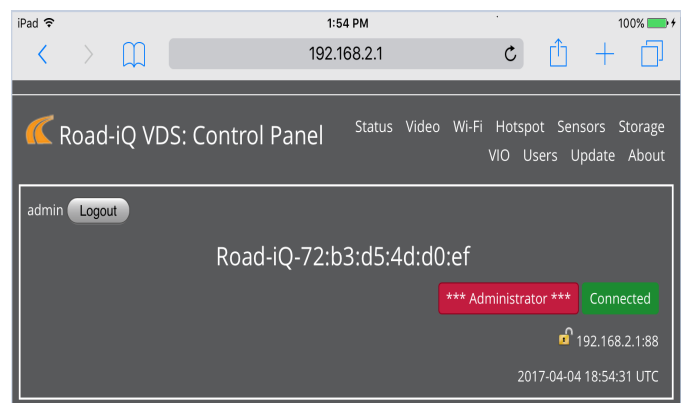 iPad 1:54 PM 100%
192.168.2.1
Road-iQ VDS: Control Panel Status Video Wi-Fi Hotspot Sensors Storage
VIO Users Update About
admin Logout
Road-iQ-72:b3:d5:4d:d0:ef
*** Administrator *** Connected
192.168.2.1:88
2017-04-04 18:54:31 UTC